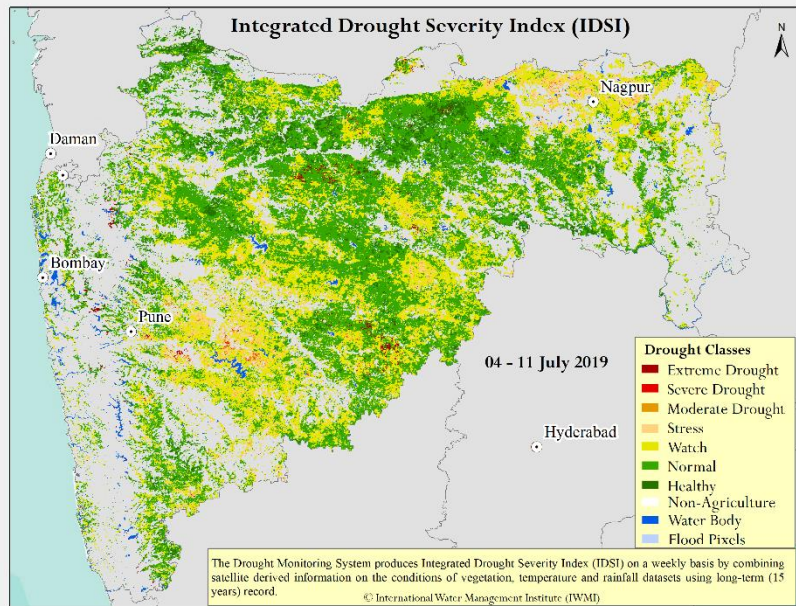 Integrated Drought Severity Index (IDSI)
N
Nagpur
Daman
Bombay
Pune
04 - 11 July 2019
Hyderabad
Drought Classes
Extreme Drought
Severe Drought
Moderate Drought
Stress
Watch
Normal
Healthy
Non-Agriculture
Water Body
Flood Pixels
The Drought Monitoring System produces Integrated Drought Severity Index (IDSI) on a weekly basis by combining
satellite derived information on the conditions of vegetation, temperature and rainfall datasets using long-term (15
years) record.
© International Water Management Institute (IWMI)